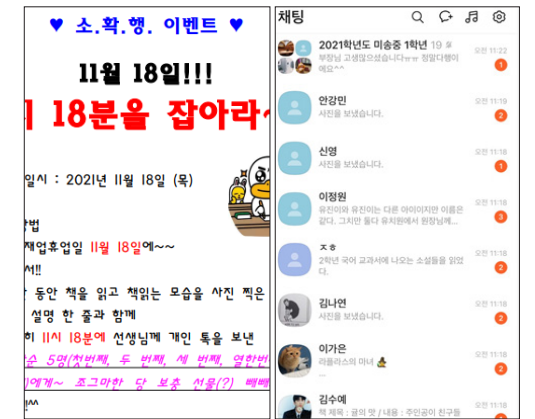 ♥ 소.확.행. 이벤트 ♥
11월 18일!!!
18분을 잡아라~
일시 : 2021년 11월 18일 (목)
재업휴업일 11월 18일에~~
서!!
동안 책을 읽고 책읽는 모습을 사진 찍은
설명 한 줄과 함께
히 11시 18분에 선생님께 개인 톡을 보낸
순 5명(첫번째, 두 번째, 세 번째, 열한번
에게~ 조그마한 당 보충 선물(?) 빼빼
!^^
채팅
2021학년도 미송중 1학년 19
오전 11:22
부장님 고생많으셨습니다ㅠㅠ 정말다행이
에요^^
1
안강민
오전 11:19
사진을 보냈습니다.
2
신영
오전 11:18
사진을 보냈습니다.
1
이정원
오전 11:18
유진이와 유진이는 다른 아이이지만 이름은
같다. 그치만 둘다 유치원에서 원장님께...
3
ㅈㅎ
오전 11:18
2학년 국어 교과서에 나오는 소설들을 읽었
다.
2
김나연
오전 11:18
사진을 보냈습니다.
2
이가은
오전 11:18
라플라스의 마녀
...
2
김수예
오전 11:18
책 제목 : 귤의 맛 / 내용 : 주인공이 친구들